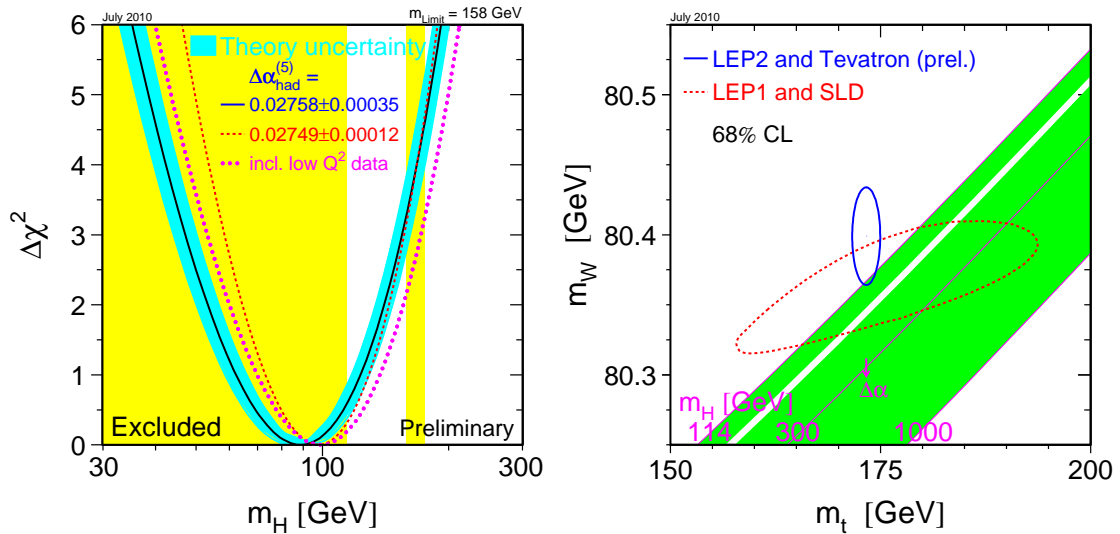 July 2010
m_Limit = 158 GeV
6
5
4
3
2
1
0
Δχ²
Theory uncertainty
Δα_had^(5) =
0.02758±0.00035
0.02749±0.00012
incl. low Q² data
Excluded
Preliminary
30
100
300
m_H [GeV]
July 2010
LEP2 and Tevatron (prel.)
LEP1 and SLD
68% CL
80.5
80.4
80.3
m_W [GeV]
Δα
m_H [GeV]
114 300 1000
150
175
200
m_t [GeV]